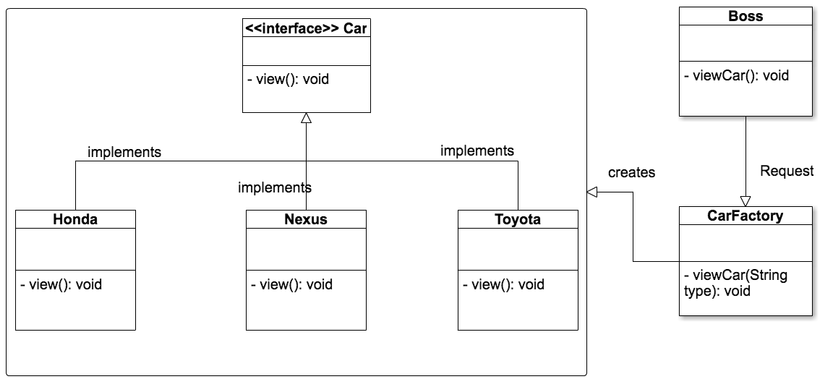 <<interface>> Car
- view(): void
implements
implements
implements
Honda
- view(): void
Nexus
- view(): void
Toyota
- view(): void
creates
Boss
- viewCar(): void
Request
CarFactory
- viewCar(String
type): void